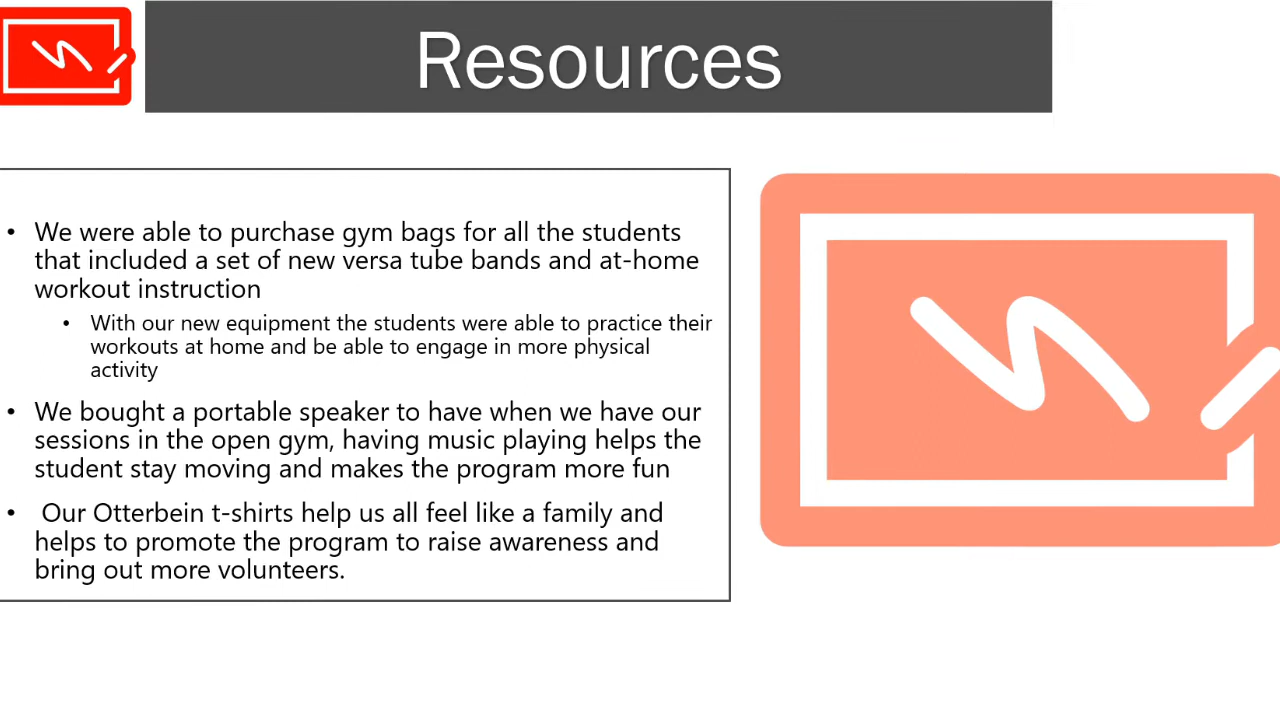 Resources
• We were able to purchase gym bags for all the students
that included a set of new versa tube bands and at-home
workout instruction
• With our new equipment the students were able to practice their
workouts at home and be able to engage in more physical
activity
• We bought a portable speaker to have when we have our
sessions in the open gym, having music playing helps the
student stay moving and makes the program more fun
• Our Otterbein t-shirts help us all feel like a family and
helps to promote the program to raise awareness and
bring out more volunteers.